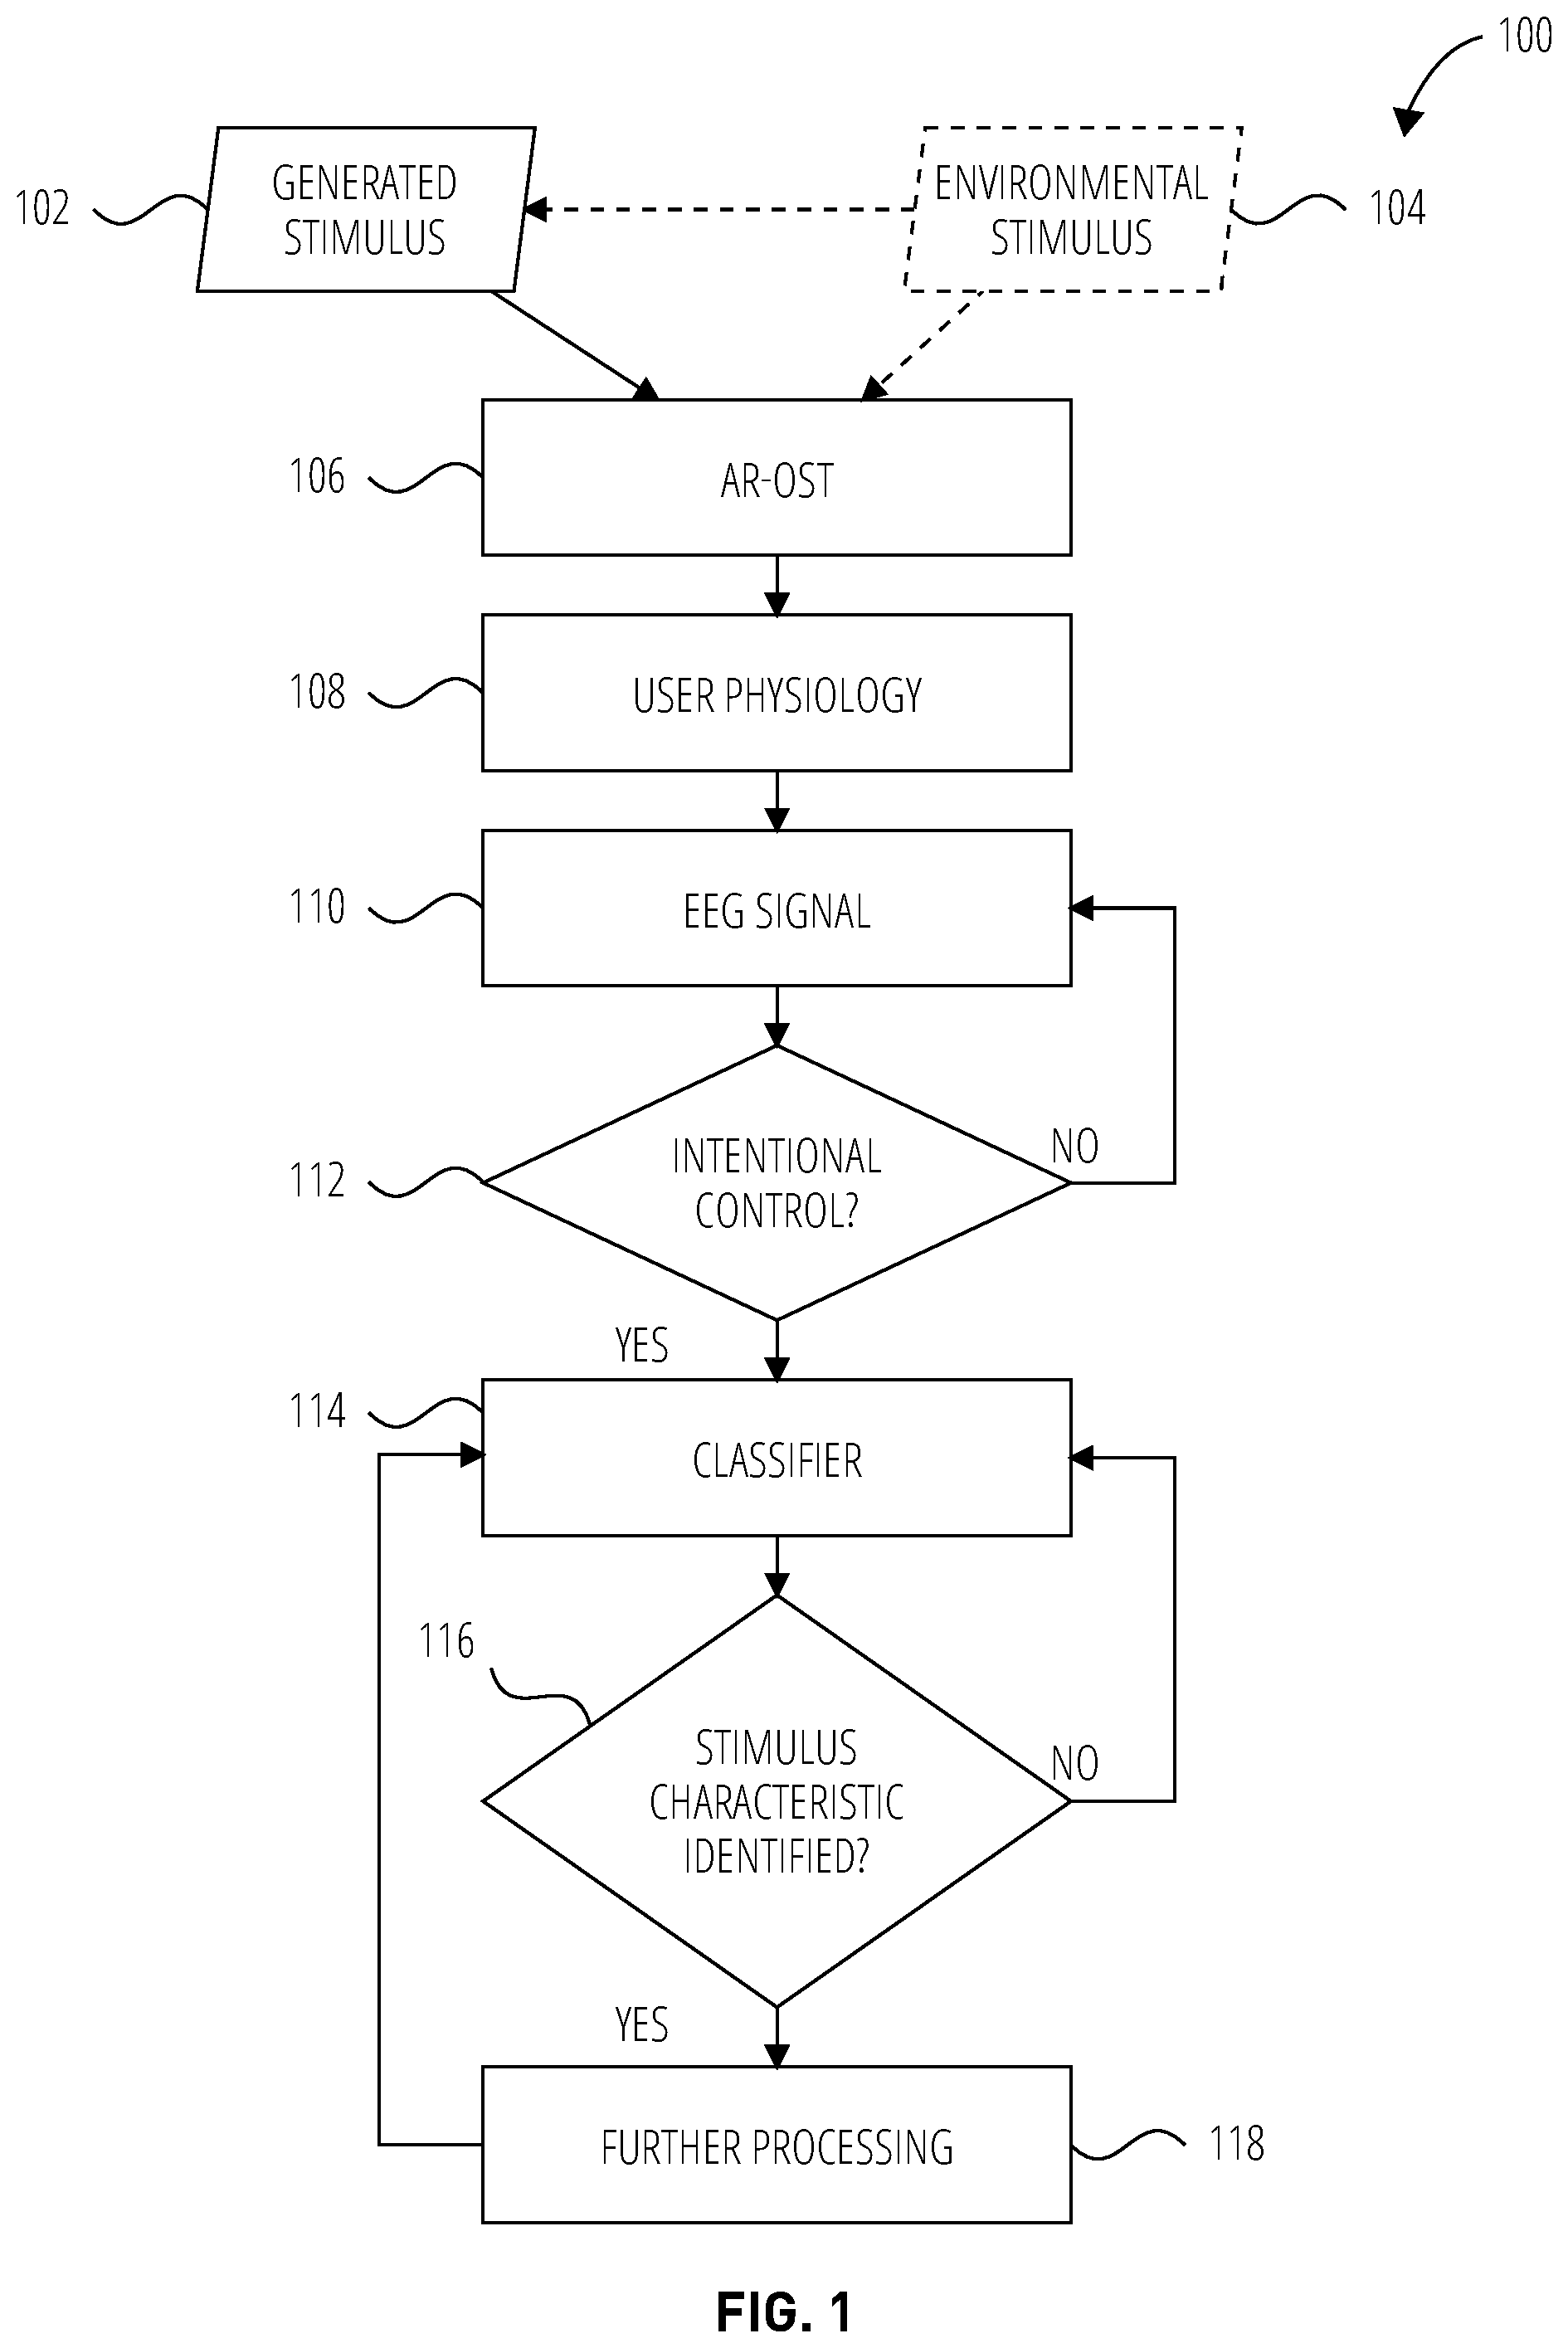 100
102
GENERATED
STIMULUS
ENVIRONMENTAL
STIMULUS
104
106
AR-OST
108
USER PHYSIOLOGY
110
EEG SIGNAL
112
INTENTIONAL
CONTROL?
NO
YES
114
CLASSIFIER
116
STIMULUS
CHARACTERISTIC
IDENTIFIED?
NO
YES
FURTHER PROCESSING
118
FIG. 1